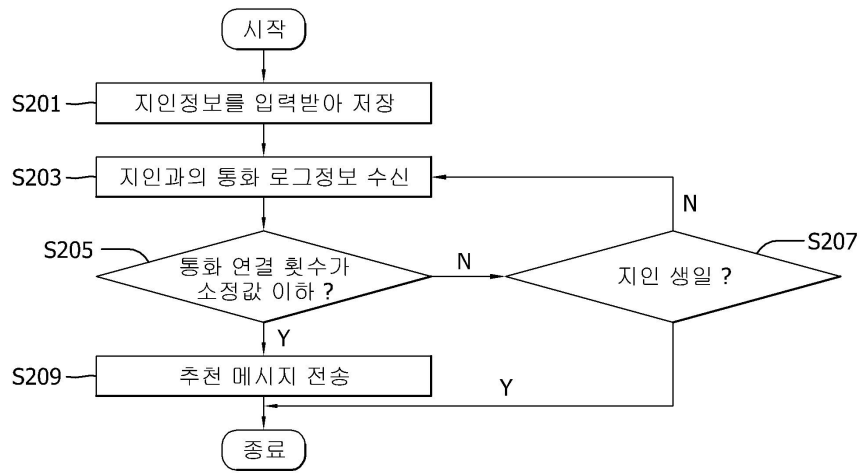 시작
S201
지인정보를 입력받아 저장
S203
지인과의 통화 로그정보 수신
N
S205
S207
통화 연결 횟수가
소정값 이하 ?
N
지인 생일 ?
Y
S209
추천 메시지 전송
Y
종료